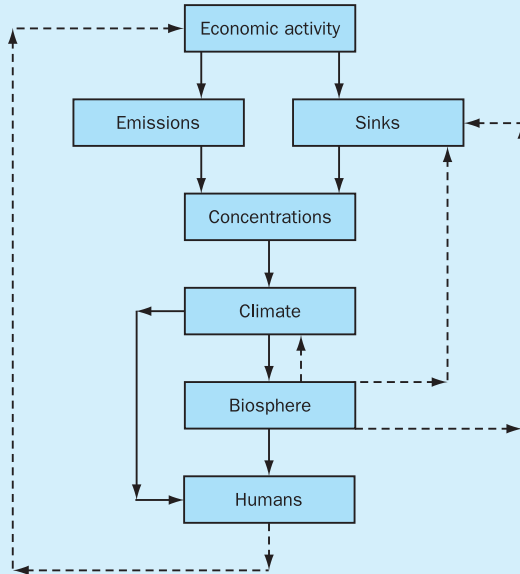 Economic activity
Emissions
Sinks
Concentrations
Climate
Biosphere
Humans